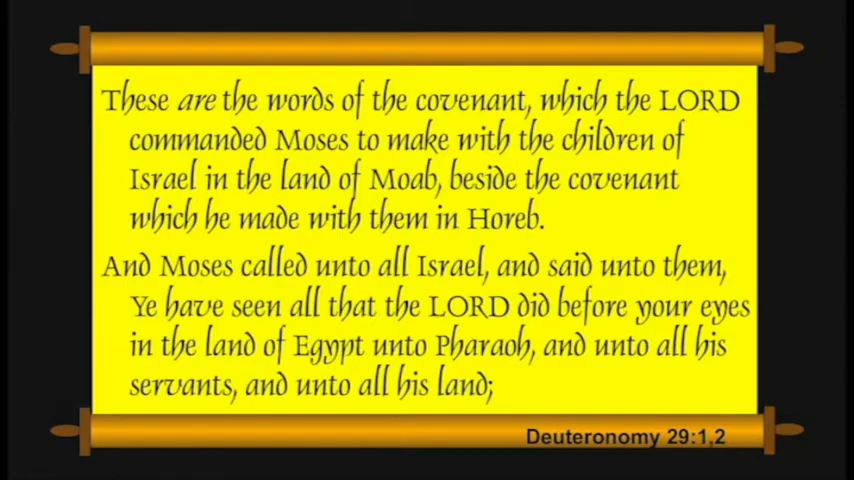 These are the words of the covenant, which the LORD
commanded Moses to make with the children of
Israel in the land of Moab, beside the covenant
which he made with them in Horeb.
And Moses called unto all Israel, and said unto them,
Ye have seen all that the LORD did before your eyes
in the land of Egypt unto Pharaoh, and unto all his
servants, and unto all his land;
Deuteronomy 29:1,2